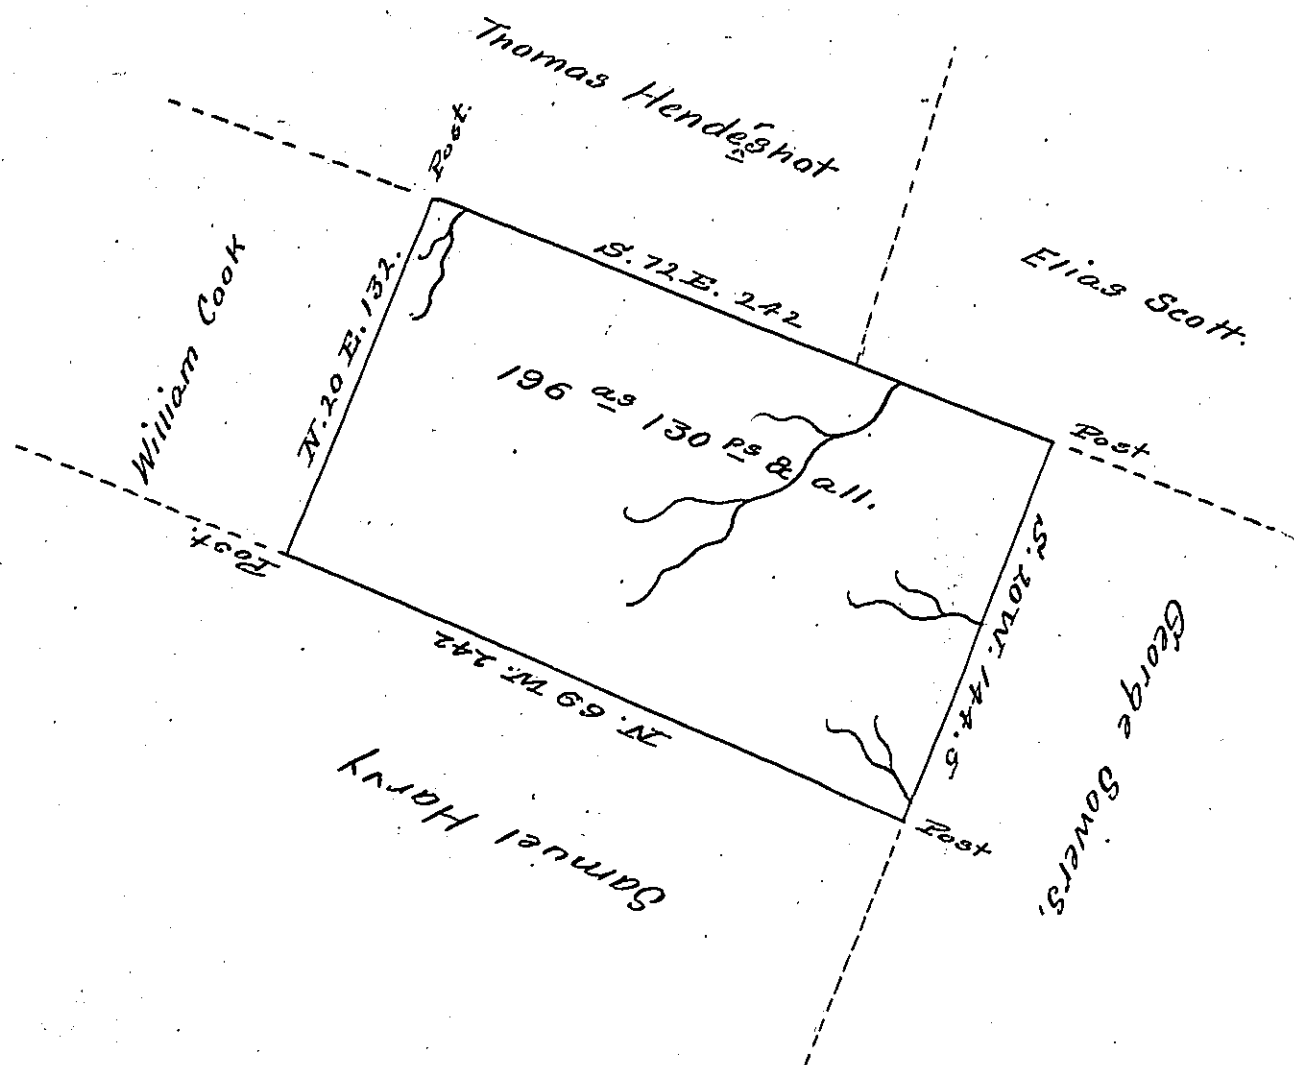 Thomas Hendershot
Post.
Elias Scott.
S. 72 E. 242
William Cook
N. 20 E. 132.
196 as 130 ps & all.
Post
S. 20 W. 144.5
George Sowers.
Post.
N. 69 W. 242
Post
Samuel Harvy